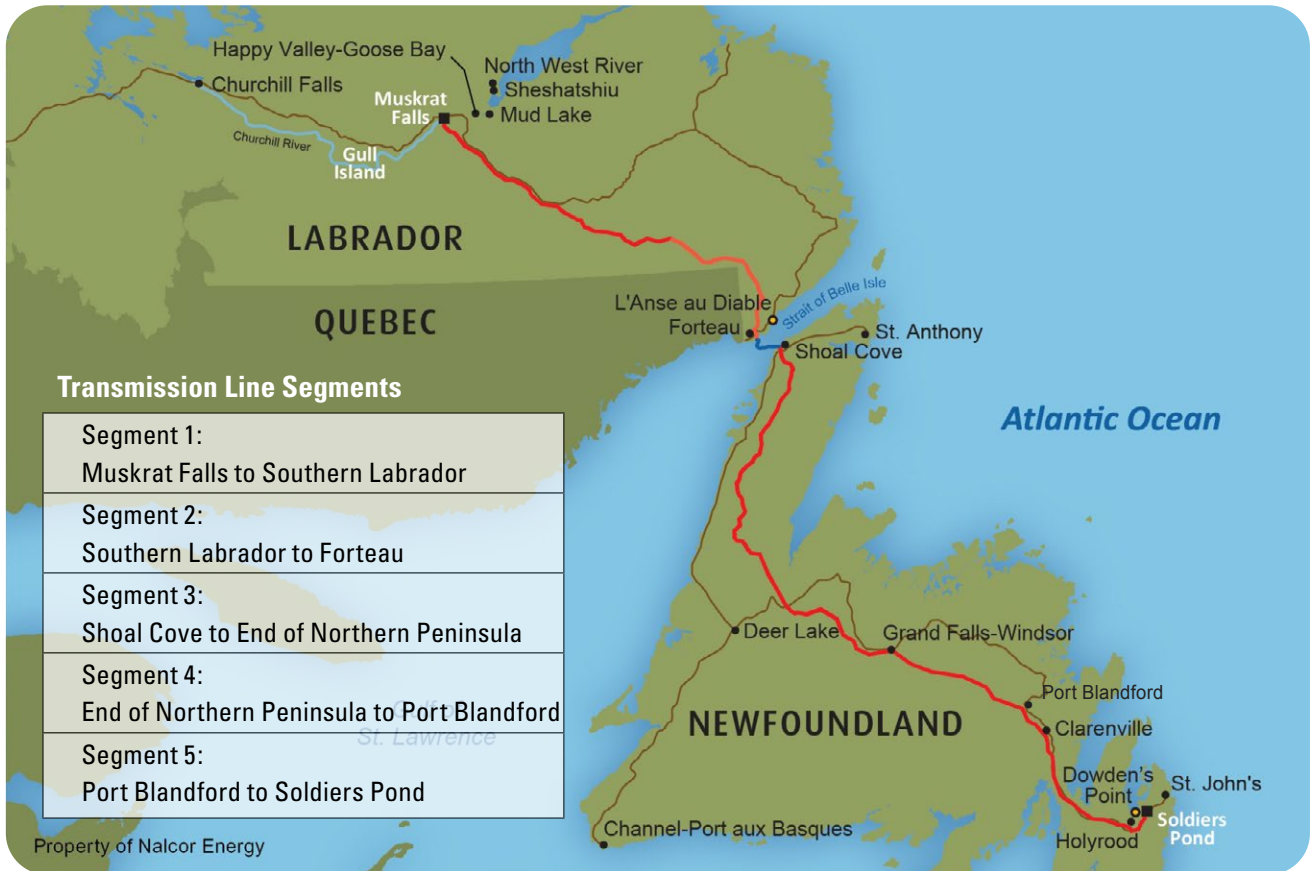 Happy Valley-Goose Bay
North West River
Sheshatshiu
Churchill Falls
Muskrat
Falls
Mud Lake
Churchill River
Gull
Island
LABRADOR
QUEBEC
L'Anse au Diable
Strait of Belle Isle
Forteau
St. Anthony
Shoal Cove
Atlantic Ocean
Transmission Line Segments
Segment 1:
Muskrat Falls to Southern Labrador
Segment 2:
Southern Labrador to Forteau
Segment 3:
Shoal Cove to End of Northern Peninsula
Segment 4:
End of Northern Peninsula to Port Blandford
Segment 5:
Port Blandford to Soldiers Pond
Gulf of
St. Lawrence
Deer Lake
Grand Falls-Windsor
Port Blandford
NEWFOUNDLAND
Clarenville
Dowden's
Point
St. John's
Soldiers
Pond
Holyrood
Channel-Port aux Basques
Property of Nalcor Energy